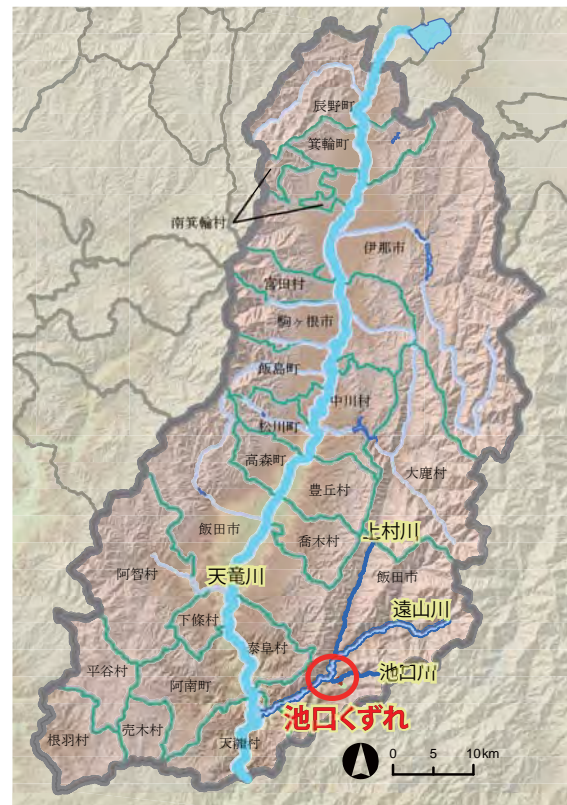 辰野町
箕輪町
南箕輪村
伊那市
宮田村
駒ヶ根市
飯島町
中川村
松川町
高森町
大鹿村
豊丘村
飯田市
喬木村
上村川
阿智村
天竜川
飯田市
下條村
遠山川
泰阜村
平谷村
阿南町
池口川
池口くずれ
売木村
根羽村
天龍村
0 5 10km